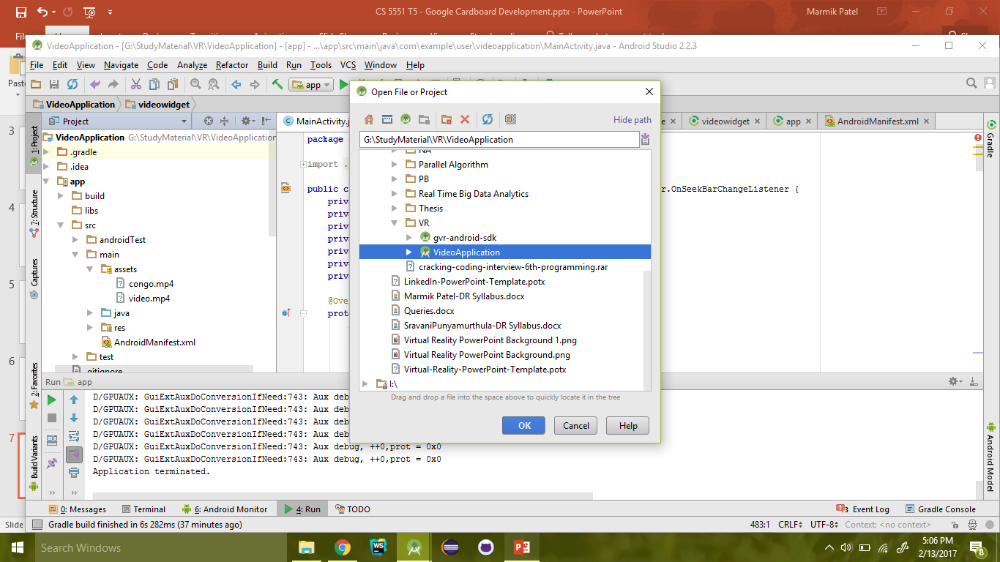 CS 5551 T5 - Google Cardboard Development.pptx - PowerPoint
Marmik Patel
VideoApplication - [G:\StudyMaterial\VR\VideoApplication] - [app] - ...\app\src\main\java\com\example\user\videoapplication\MainActivity.java - Android Studio 2.2.3
File Edit View Navigate Code Analyze Refactor Build Run Tools VCS Window Help
Paste
app
VideoApplication videowidget
Project
MainActivity.j
videowidget app AndroidManifest.xml
1: Project
7: Structure
Captures
2: Favorites
Build Variants
VideoApplication G:\StudyMaterial\VR\VideoApplication
.gradle
.idea
app
build
libs
src
androidTest
main
assets
congo.mp4
video.mp4
java
res
AndroidManifest.xml
test
.gitignore
package
import .
public c
r.OnSeekBarChangeListener {
priva
priva
priva
priva
priva
priva
priva
@Ove
prote
Open File or Project
Hide path
G:\StudyMaterial\VR\VideoApplication
NA
Parallel Algorithm
PB
Real Time Big Data Analytics
Thesis
VR
gvr-android-sdk
VideoApplication
cracking-coding-interview-6th-programming.rar
LinkedIn-PowerPoint-Template.potx
Marmik Patel-DR Syllabus.docx
Queries.docx
SravaniPunyamurthula-DR Syllabus.docx
Virtual Reality PowerPoint Background 1.png
Virtual Reality PowerPoint Background.png
Virtual-Reality-PowerPoint-Template.potx
I:\
Drag and drop a file into the space above to quickly locate it in the tree
OK Cancel Help
Gradle
Android Model
3
4
5
6
7
Run app
D/GPUAUX: GuiExtAuxDoConversionIfNeed:743: Aux deb
D/GPUAUX: GuiExtAuxDoConversionIfNeed:743: Aux deb
D/GPUAUX: GuiExtAuxDoConversionIfNeed:743: Aux deb
D/GPUAUX: GuiExtAuxDoConversionIfNeed:743: Aux deb
D/GPUAUX: GuiExtAuxDoConversionIfNeed:743: Aux debug, ++0,prot = 0x0
D/GPUAUX: GuiExtAuxDoConversionIfNeed:743: Aux debug, ++0,prot = 0x0
Application terminated.
0: Messages Terminal 6: Android Monitor 4: Run TODO 3 Event Log Gradle Console
Slide
Gradle build finished in 6s 282ms (37 minutes ago)
483:1 CRLF UTF-8 Context: <no context>
Search Windows
5:06 PM
2/13/2017
8